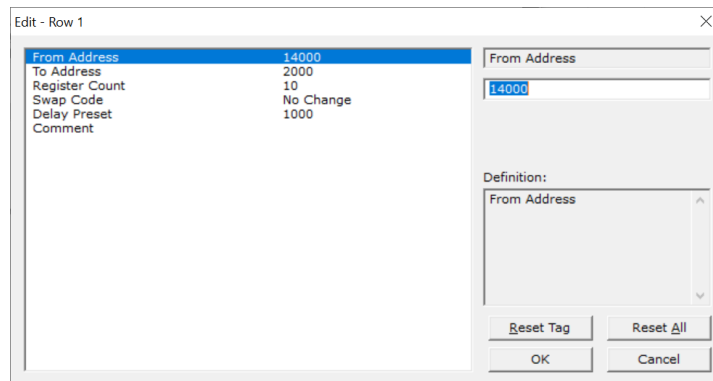 Edit - Row 1
From Address 14000
To Address 2000
Register Count 10
Swap Code No Change
Delay Preset 1000
Comment
From Address
14000
Definition:
From Address
Reset Tag Reset All
OK Cancel